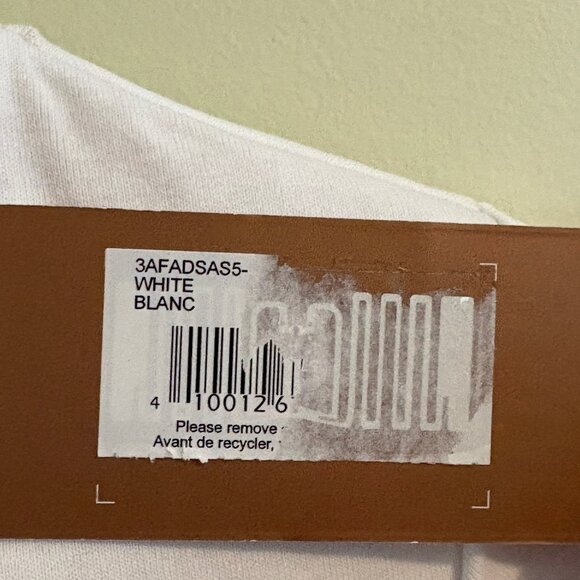 3AFADSAS5-
WHITE
BLANC
4 100126
Please remove
Avant de recycler,